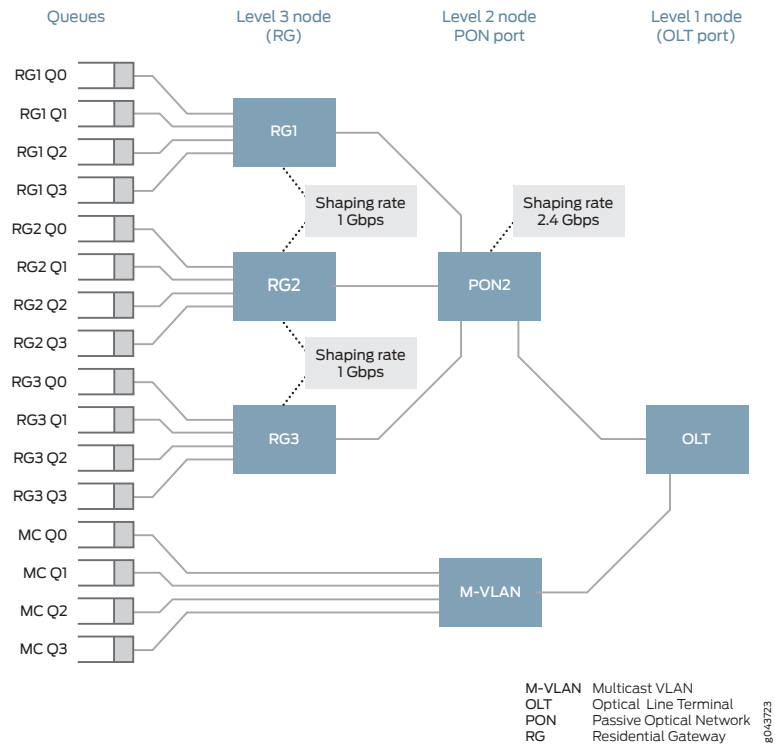 Queues
Level 3 node
(RG)
Level 2 node
PON port
Level 1 node
(OLT port)
RG1 Q0
RG1 Q1
RG1 Q2
RG1 Q3
RG2 Q0
RG2 Q1
RG2 Q2
RG2 Q3
RG3 Q0
RG3 Q1
RG3 Q2
RG3 Q3
MC Q0
MC Q1
MC Q2
MC Q3
RG1
Shaping rate
1 Gbps
RG2
Shaping rate
1 Gbps
RG3
Shaping rate
2.4 Gbps
PON2
M-VLAN
OLT
M-VLAN Multicast VLAN
OLT Optical Line Terminal
PON Passive Optical Network
RG Residential Gateway
g043723